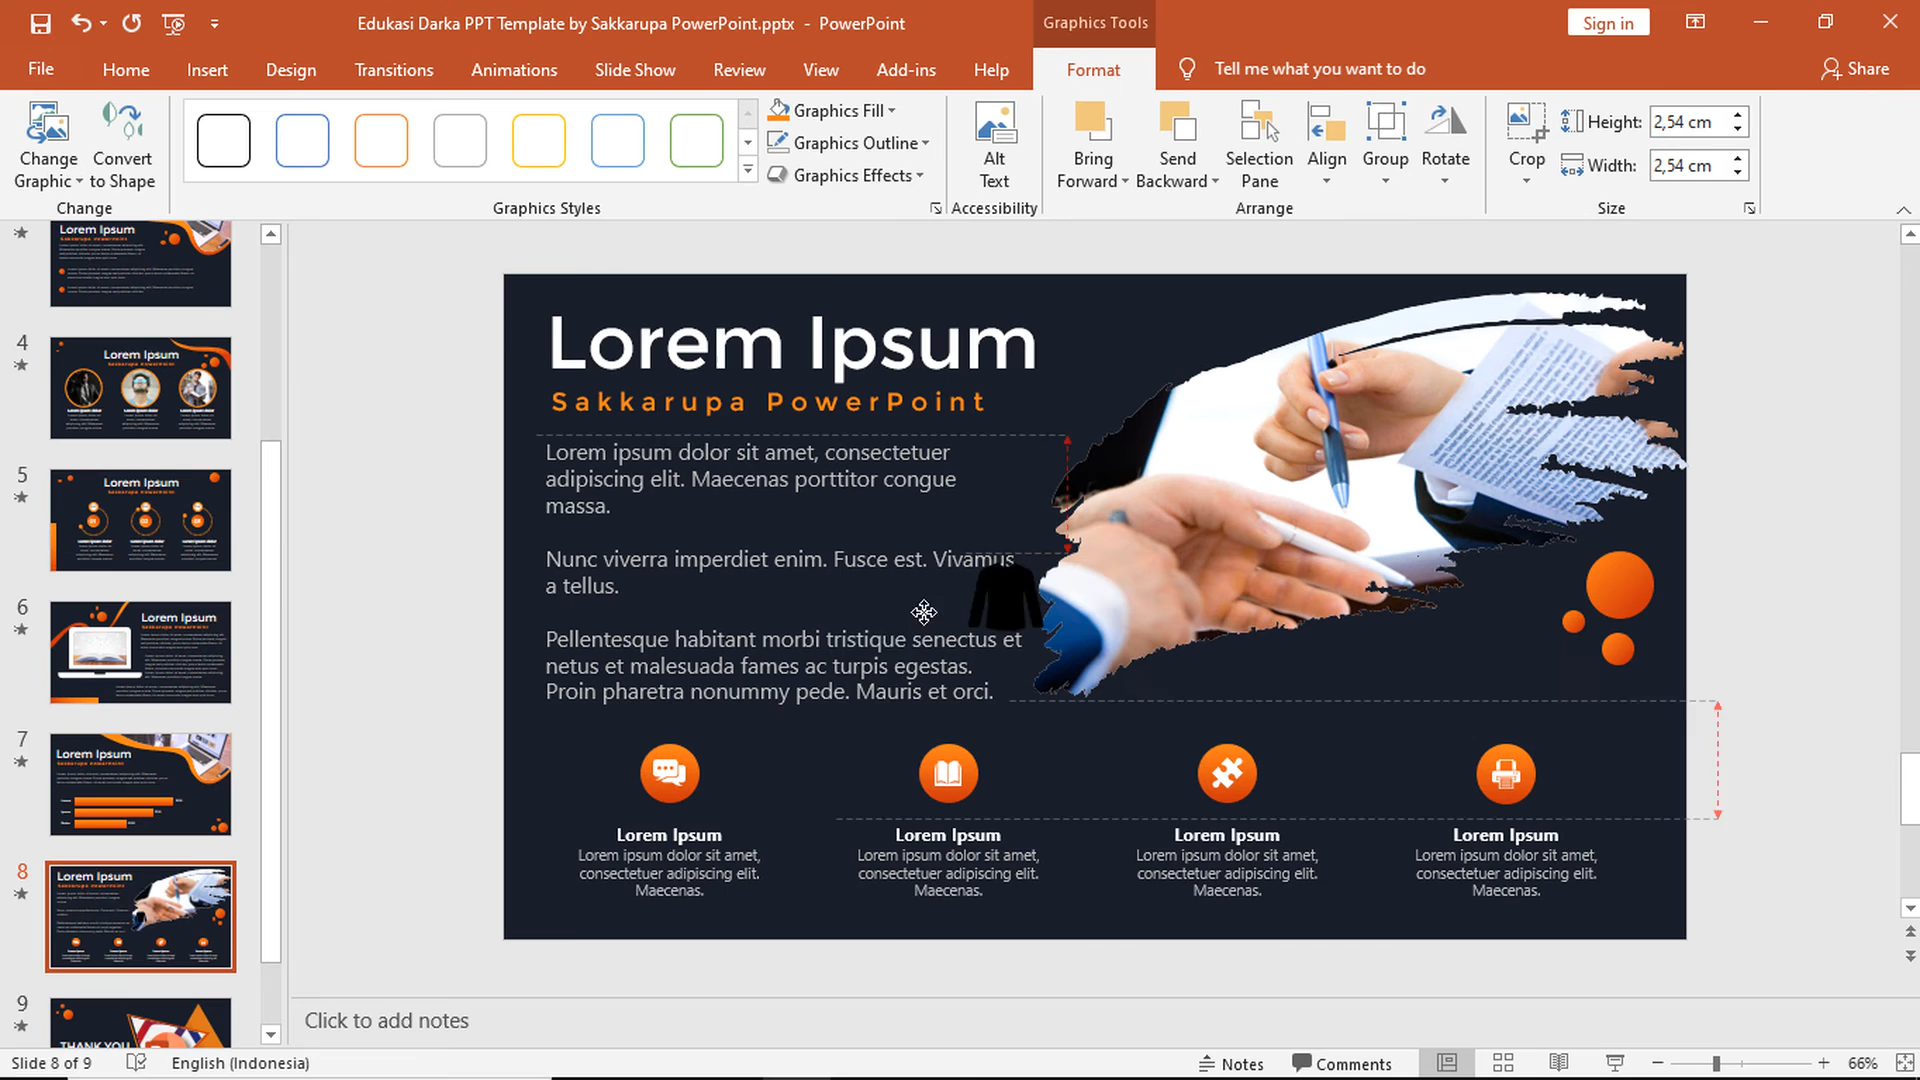 Edukasi Darka PPT Template by Sakkarupa PowerPoint.pptx - PowerPoint
Graphics Tools
Sign in
File
Home
Insert
Design
Transitions
Animations
Slide Show
Review
View
Add-ins
Help
Format
Tell me what you want to do
Share
Change Graphic
Convert to Shape
Change
Graphics Styles
Graphics Fill
Graphics Outline
Graphics Effects
Alt Text
Accessibility
Bring Forward
Send Backward
Selection Pane
Align
Group
Rotate
Arrange
Crop
Height: 2,54 cm
Width: 2,54 cm
Size
Lorem Ipsum
Sakkarupa PowerPoint
4
Lorem Ipsum
5
Lorem Ipsum
6
Lorem Ipsum
7
Lorem Ipsum
8
Lorem Ipsum
9
THANK YOU
Lorem Ipsum
Sakkarupa PowerPoint
Lorem ipsum dolor sit amet, consectetuer
adipiscing elit. Maecenas porttitor congue
massa.
Nunc viverra imperdiet enim. Fusce est. Vivamus
a tellus.
Pellentesque habitant morbi tristique senectus et
netus et malesuada fames ac turpis egestas.
Proin pharetra nonummy pede. Mauris et orci.
Lorem Ipsum
Lorem ipsum dolor sit amet,
consectetuer adipiscing elit.
Maecenas.
Lorem Ipsum
Lorem ipsum dolor sit amet,
consectetuer adipiscing elit.
Maecenas.
Lorem Ipsum
Lorem ipsum dolor sit amet,
consectetuer adipiscing elit.
Maecenas.
Lorem Ipsum
Lorem ipsum dolor sit amet,
consectetuer adipiscing elit.
Maecenas.
Click to add notes
Slide 8 of 9
English (Indonesia)
Notes
Comments
66%